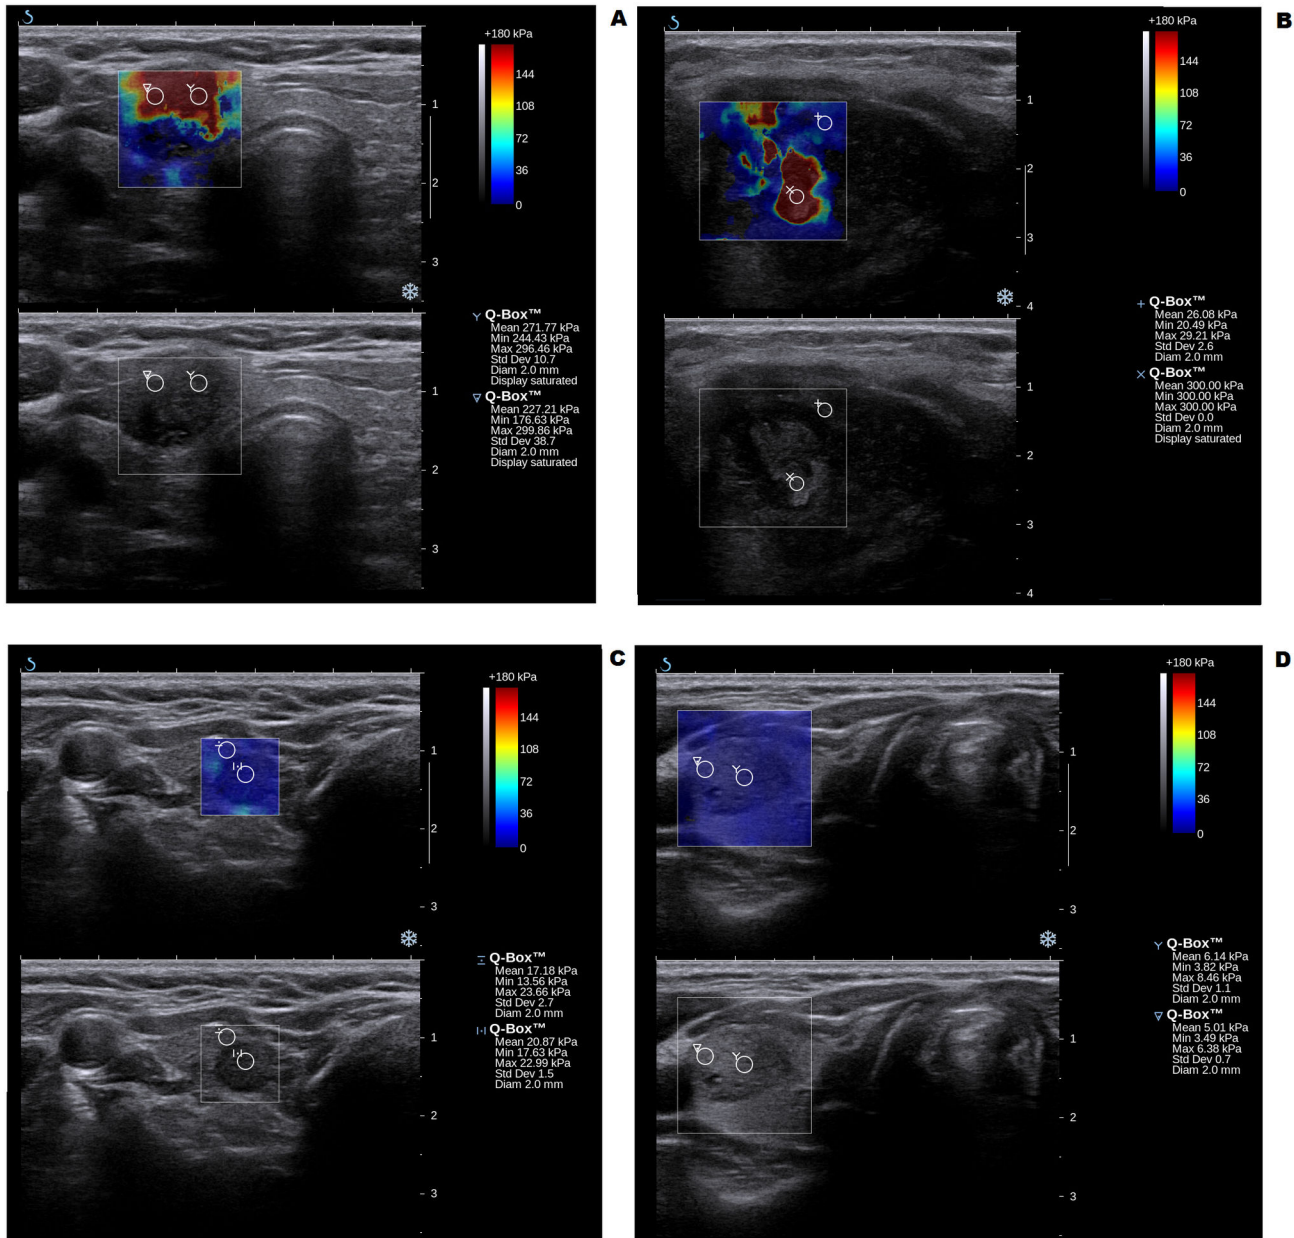 A
+180 kPa
144
108
72
36
0
1
2
3
Q-Box™
Mean 271.77 kPa
Min 244.43 kPa
Max 296.46 kPa
Std Dev 10.7
Diam 2.0 mm
Display saturated
Q-Box™
Mean 227.21 kPa
Min 176.63 kPa
Max 299.86 kPa
Std Dev 38.7
Diam 2.0 mm
Display saturated
1
2
3
B
+180 kPa
144
108
72
36
0
1
2
3
4
Q-Box™
Mean 26.08 kPa
Min 20.49 kPa
Max 29.21 kPa
Std Dev 2.6
Diam 2.0 mm
Q-Box™
Mean 300.00 kPa
Min 300.00 kPa
Max 300.00 kPa
Std Dev 0.0
Diam 2.0 mm
Display saturated
1
2
3
4
C
+180 kPa
144
108
72
36
0
1
2
3
Q-Box™
Mean 17.18 kPa
Min 13.56 kPa
Max 23.66 kPa
Std Dev 2.7
Diam 2.0 mm
Q-Box™
Mean 20.87 kPa
Min 17.63 kPa
Max 22.99 kPa
Std Dev 1.5
Diam 2.0 mm
1
2
3
D
+180 kPa
144
108
72
36
0
1
2
3
Q-Box™
Mean 6.14 kPa
Min 3.82 kPa
Max 8.46 kPa
Std Dev 1.1
Diam 2.0 mm
Q-Box™
Mean 5.01 kPa
Min 3.49 kPa
Max 6.38 kPa
Std Dev 0.7
Diam 2.0 mm
1
2
3